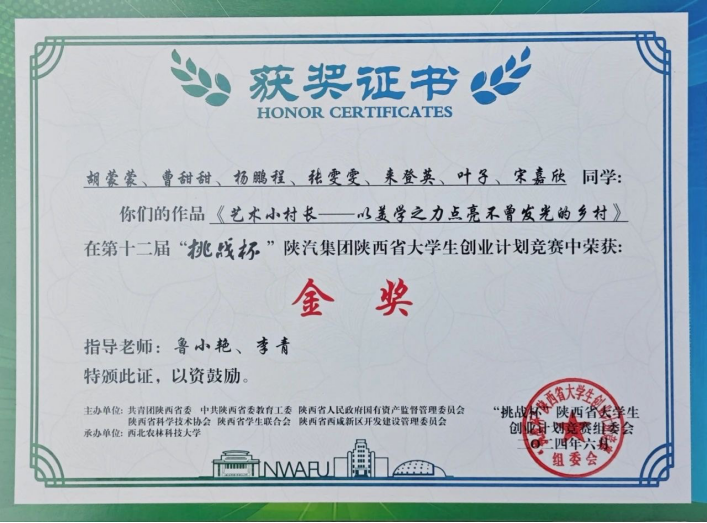 获奖证书
HONOR CERTIFICATES
胡蒙蒙、曹甜甜、杨鹏程、张雯雯、来登英、叶子、宋嘉欣 同学：
你们的作品《艺术小村长——以美学之力点亮不曾发光的乡村》
在第十二届“挑战杯”陕汽集团陕西省大学生创业计划竞赛中荣获：
金奖
指导老师：鲁小艳、李青
特颁此证，以资鼓励。
主办单位：共青团陕西省委 中共陕西省委教育工委 陕西省人民政府国有资产监督管理委员会
陕西省科学技术协会 陕西省学生联合会 陕西省西咸新区开发建设管理委员会
承办单位：西北农林科技大学
“挑战杯”陕西省大学生
创业计划竞赛组委会
二〇二四年六月
组委会
NWAFU